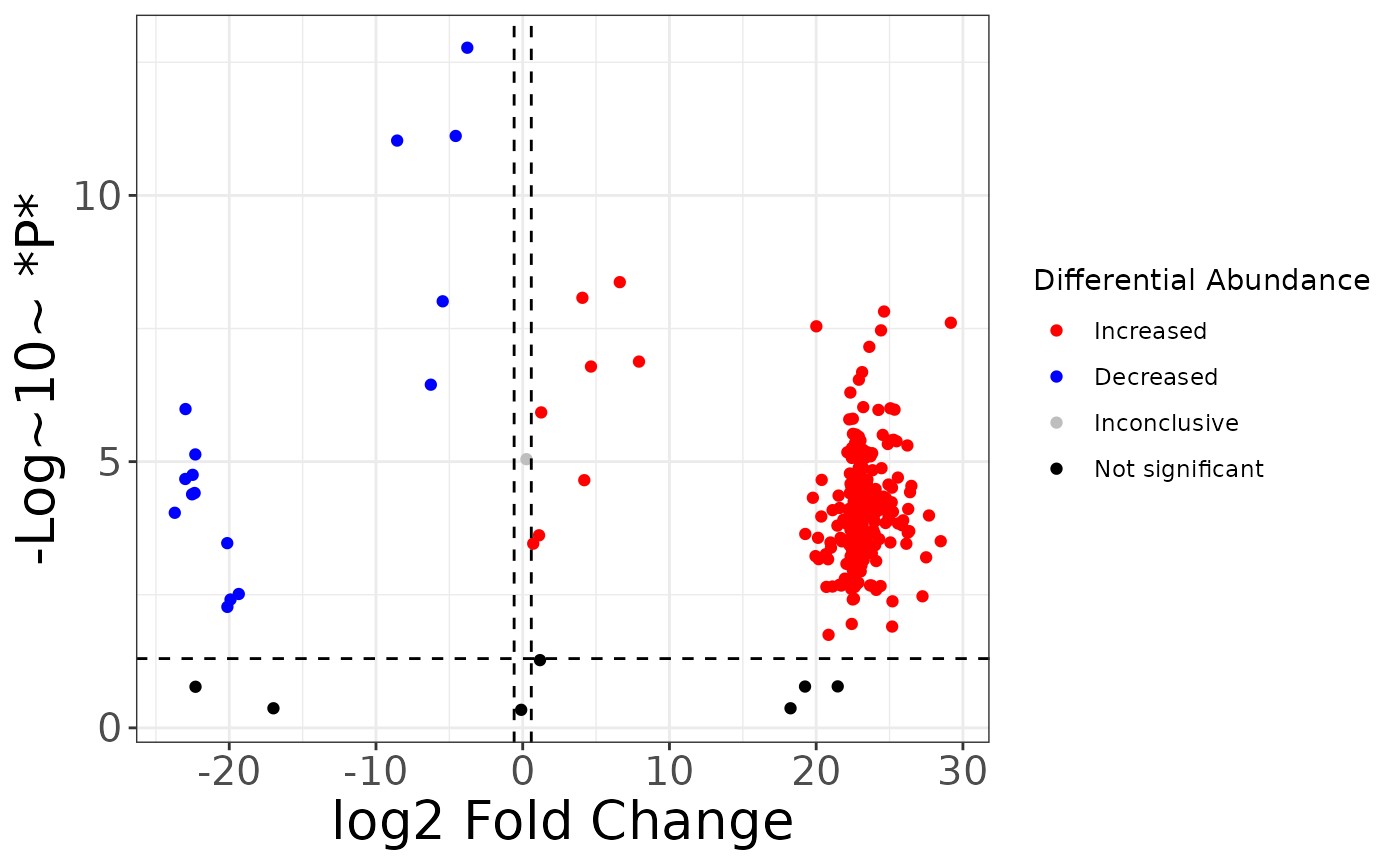 -Log~10~ *P*
10
5
0
-20
-10
0
10
20
30
log2 Fold Change
Differential Abundance
Increased
Decreased
Inconclusive
Not significant